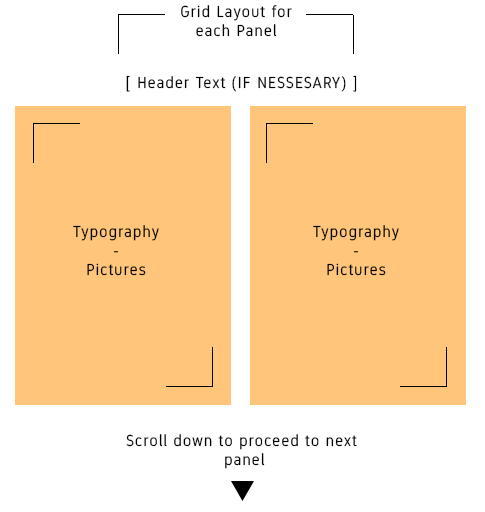 Grid Layout for
each Panel
[ Header Text (IF NESSESARY) ]
Typography
-
Pictures
Typography
-
Pictures
Scroll down to proceed to next
panel